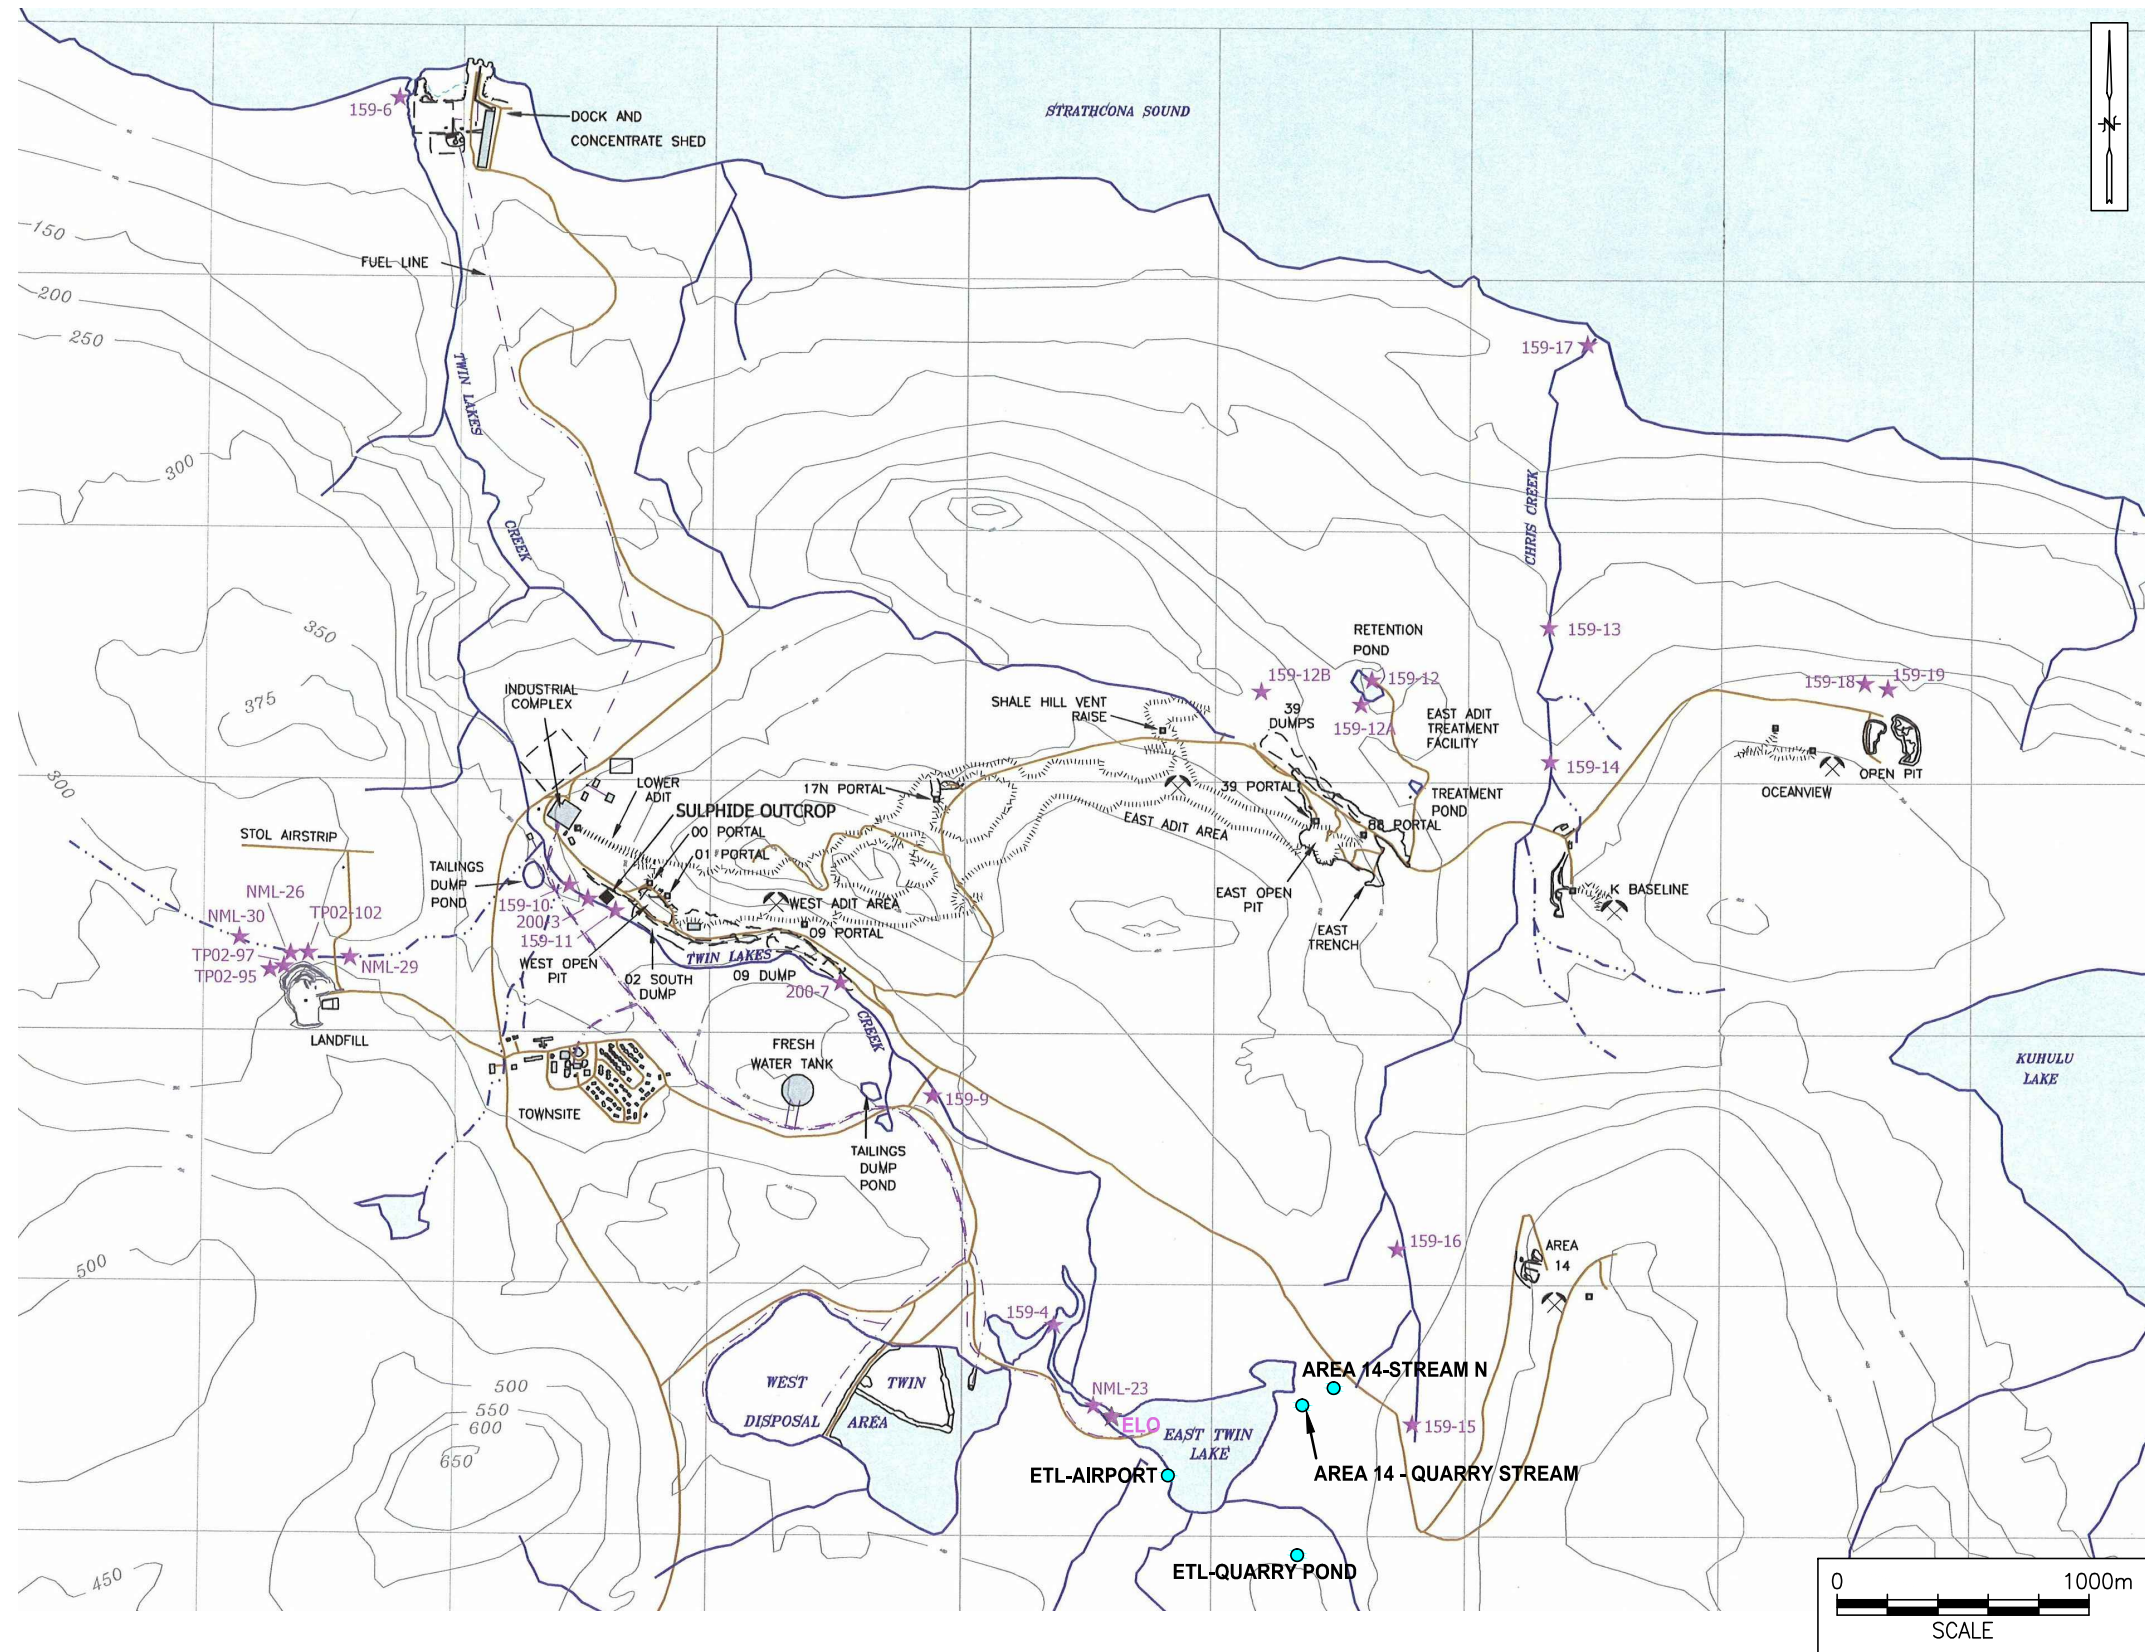 159-6
DOCK AND
CONCENTRATE SHED
STRATHCONA SOUND
N
150
FUEL LINE
200
250
159-17
TWIN LAKES
CREEK
300
CHRIS CREEK
350
375
300
RETENTION
POND
159-13
159-12B
159-12
159-12A
159-18
159-19
INDUSTRIAL
COMPLEX
SHALE HILL VENT
RAISE
39
DUMPS
EAST ADIT
TREATMENT
FACILITY
159-14
OPEN PIT
OCEANVIEW
LOWER
ADIT
17N PORTAL
39 PORTAL
TREATMENT
POND
SULPHIDE OUTCROP
00 PORTAL
01 PORTAL
EAST ADIT AREA
88 PORTAL
STOL AIRSTRIP
TAILINGS
DUMP
POND
NML-26
NML-30
TP02-102
TP02-97
TP02-95
NML-29
159-10
200-3
159-11
WEST ADIT AREA
09 PORTAL
EAST OPEN
PIT
K BASELINE
EAST
TRENCH
WEST OPEN
PIT
02 SOUTH
DUMP
TWIN LAKES
09 DUMP
200-7
CREEK
LANDFILL
FRESH
WATER TANK
KUHULU
LAKE
TOWNSITE
159-9
TAILINGS
DUMP
POND
500
159-16
AREA
14
159-4
WEST
TWIN
DISPOSAL
AREA
500
550
600
650
450
NML-23
ELO
EAST TWIN
LAKE
AREA 14-STREAM N
159-15
AREA 14 - QUARRY STREAM
ETL-AIRPORT
ETL-QUARRY POND
0
1000m
SCALE